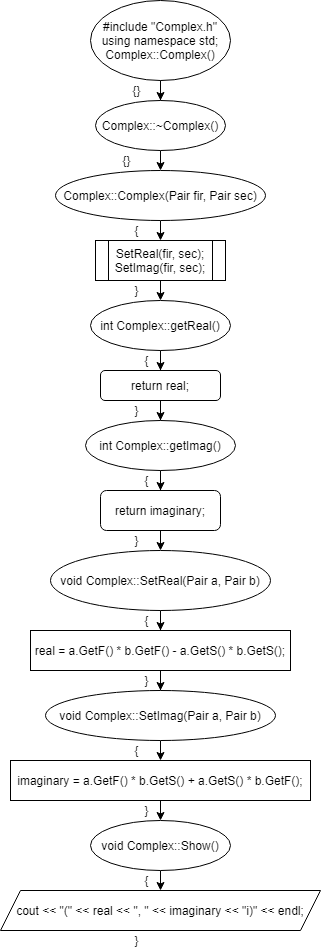 #include "Complex.h"
using namespace std;
Complex::Complex()
{}
Complex::~Complex()
{}
Complex::Complex(Pair fir, Pair sec)
{
SetReal(fir, sec);
SetImag(fir, sec);
}
int Complex::getReal()
{
return real;
}
int Complex::getImag()
{
return imaginary;
}
void Complex::SetReal(Pair a, Pair b)
{
real = a.GetF() * b.GetF() - a.GetS() * b.GetS();
}
void Complex::SetImag(Pair a, Pair b)
{
imaginary = a.GetF() * b.GetS() + a.GetS() * b.GetF();
}
void Complex::Show()
{
cout << "(" << real << ", " << imaginary << "i)" << endl;
}